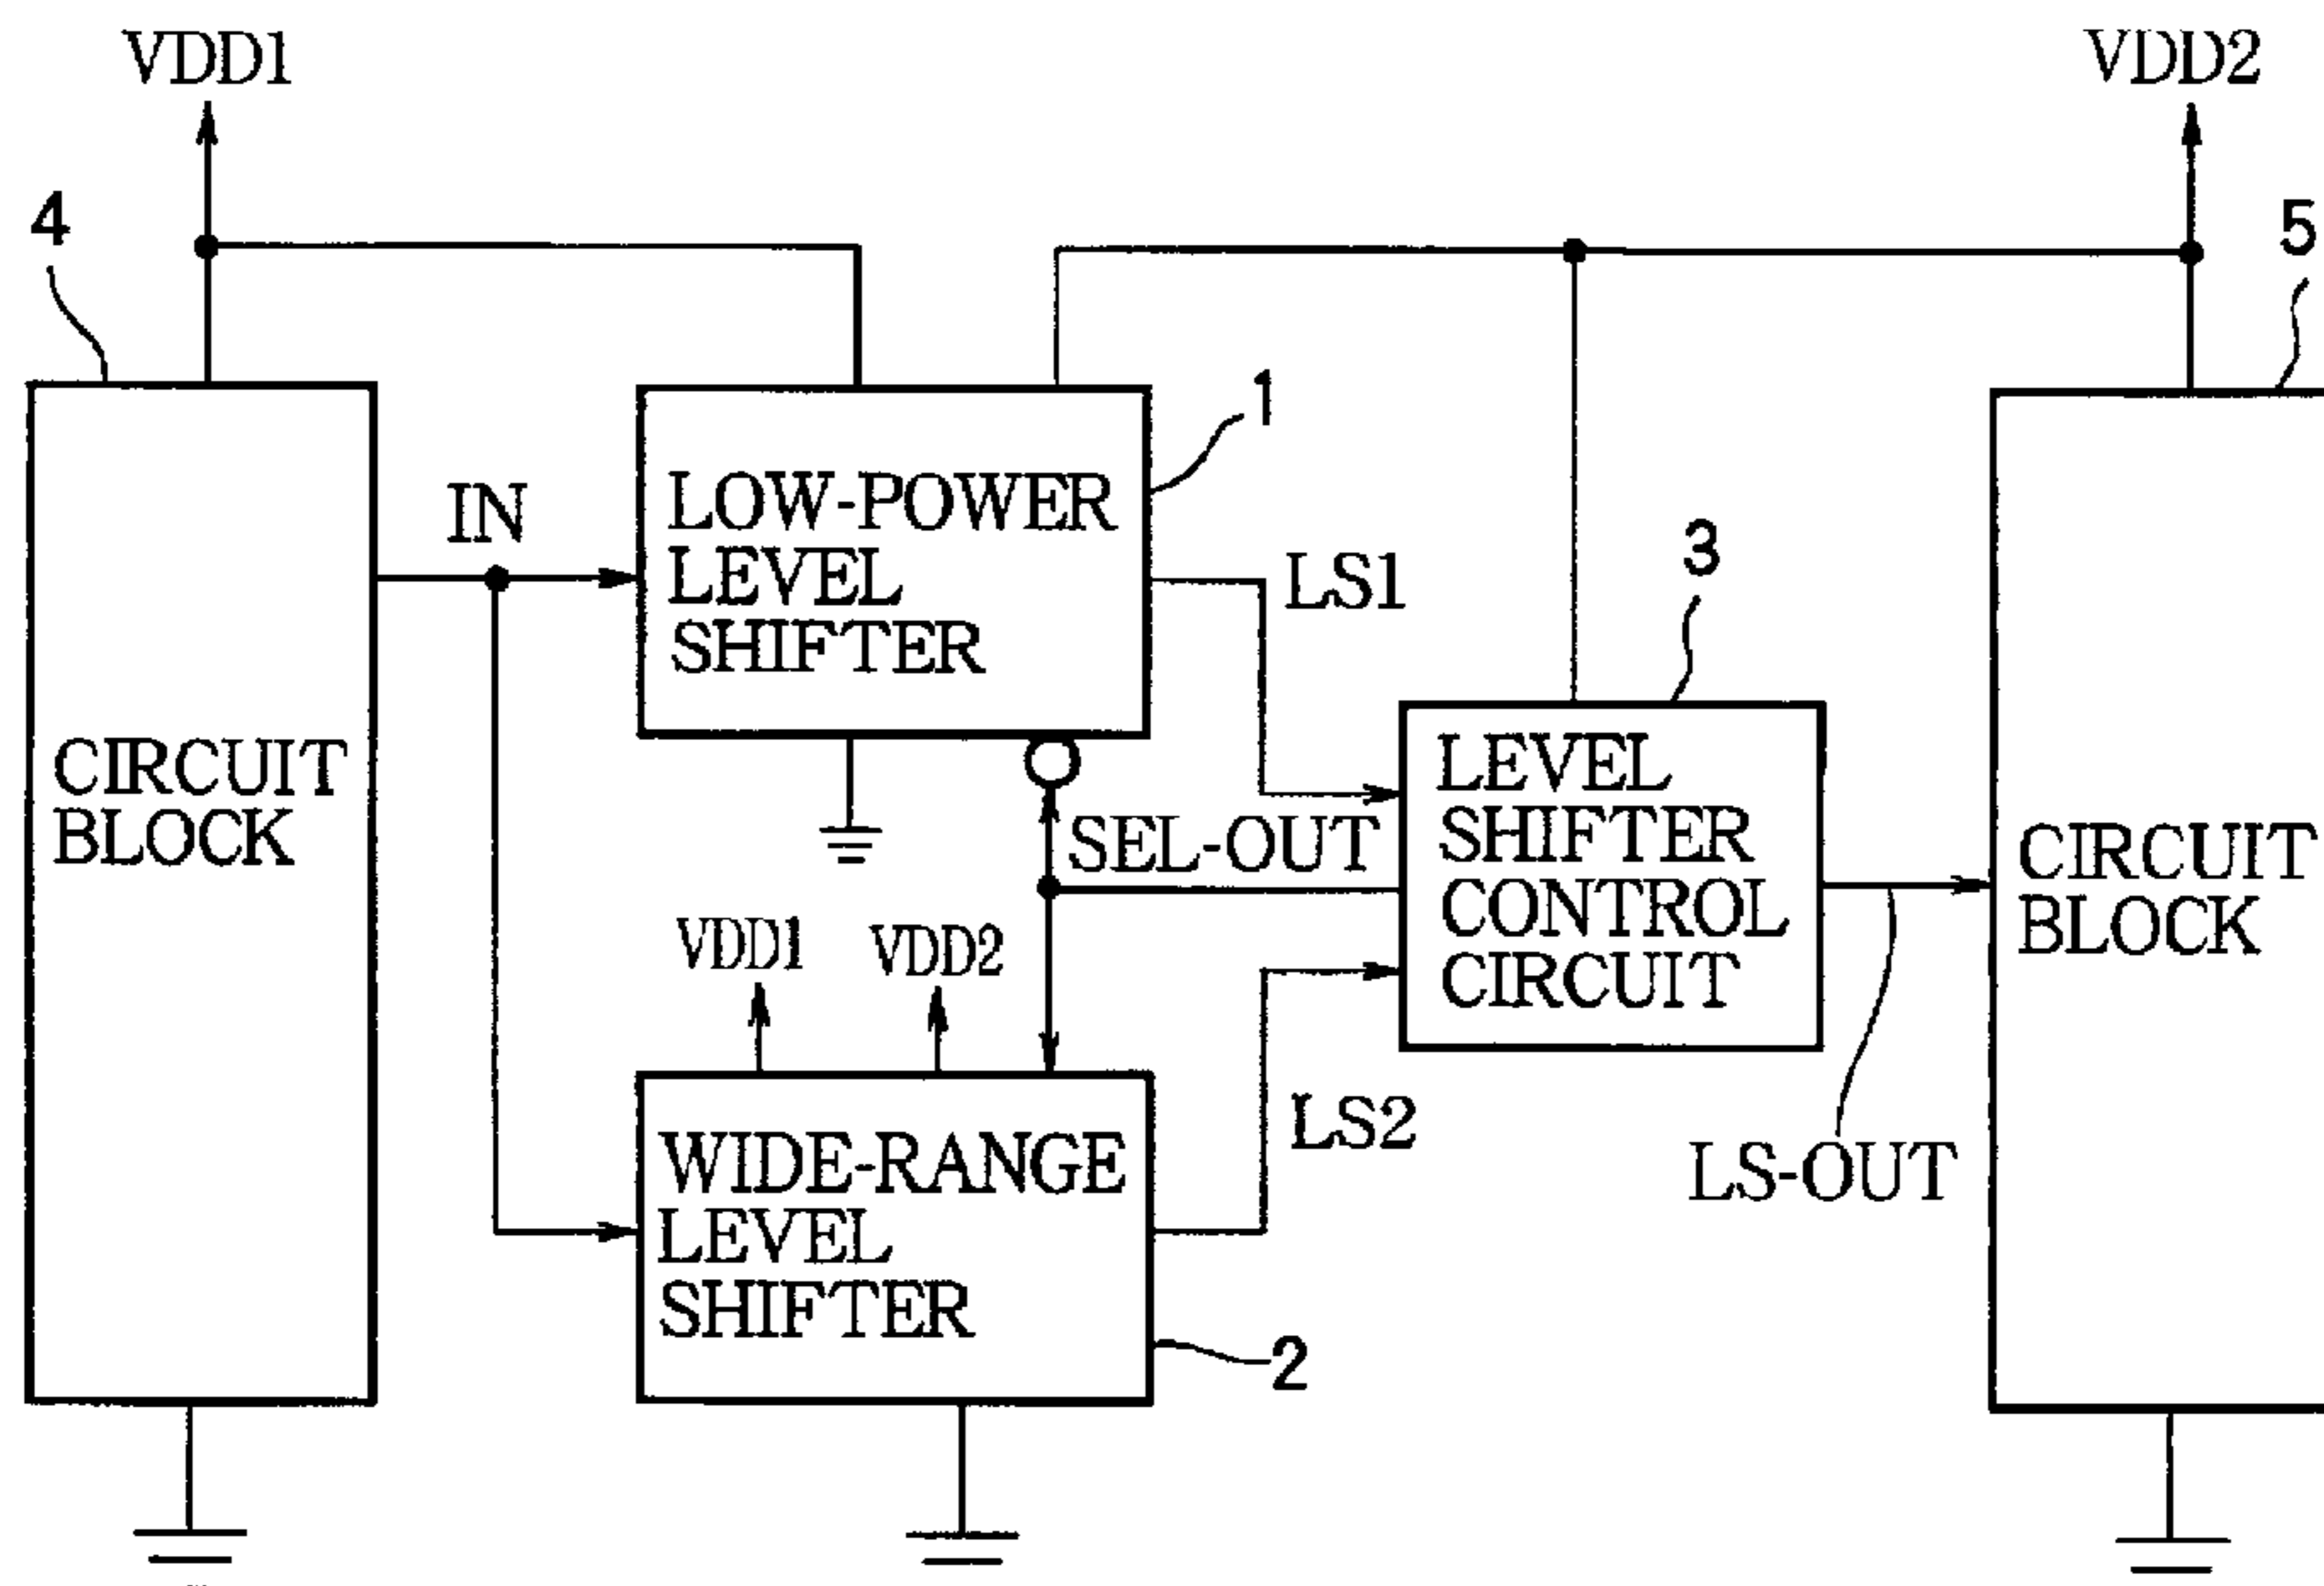 VDD1
VDD2
4
5
1
IN
LOW-POWER
LEVEL
SHIFTER
LS1
3
CIRCUIT
BLOCK
SEL-OUT
LEVEL
SHIFTER
CONTROL
CIRCUIT
CIRCUIT
BLOCK
VDD1
VDD2
WIDE-RANGE
LEVEL
SHIFTER
LS2
LS-OUT
2